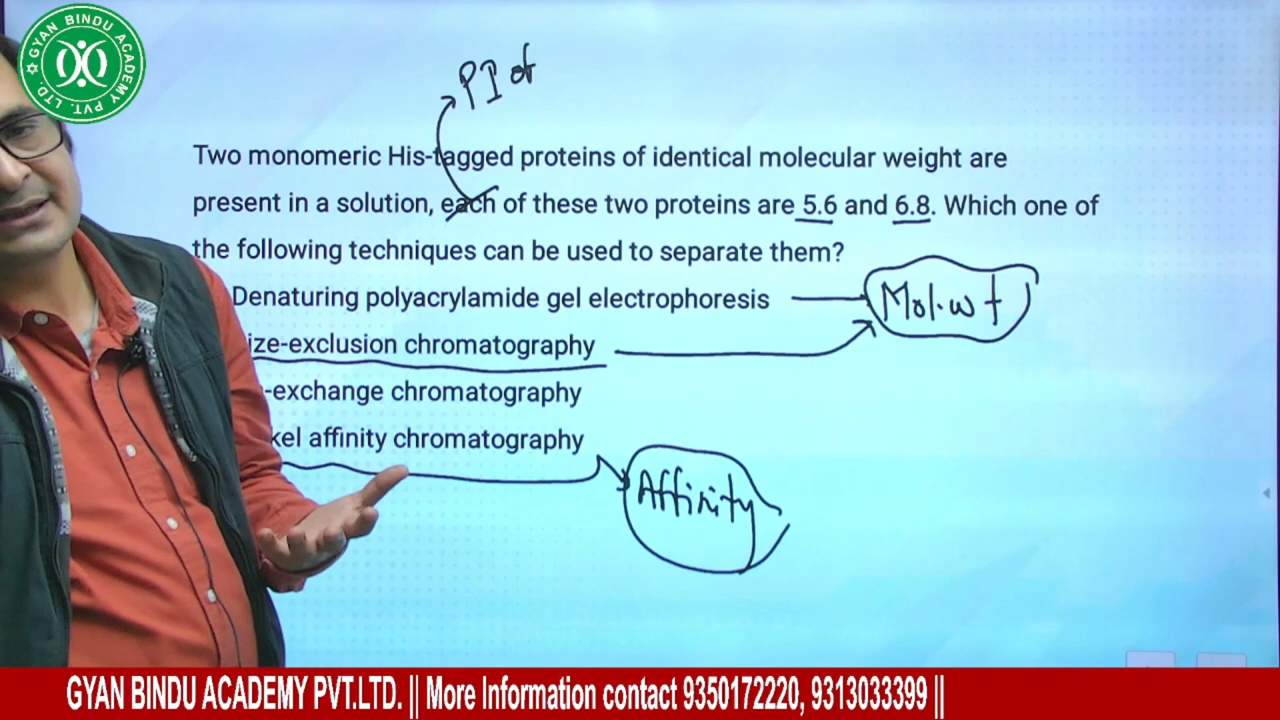 GYAN BINDU ACADEMY PVT. LTD.
PI of
Two monomeric His-tagged proteins of identical molecular weight are
present in a solution, each of these two proteins are 5.6 and 6.8. Which one of
the following techniques can be used to separate them?
Denaturing polyacrylamide gel electrophoresis
Mol.wt
ize-exclusion chromatography
-exchange chromatography
kel affinity chromatography
Affinity
GYAN BINDU ACADEMY PVT.LTD. || More Information contact 9350172220, 9313033399 ||